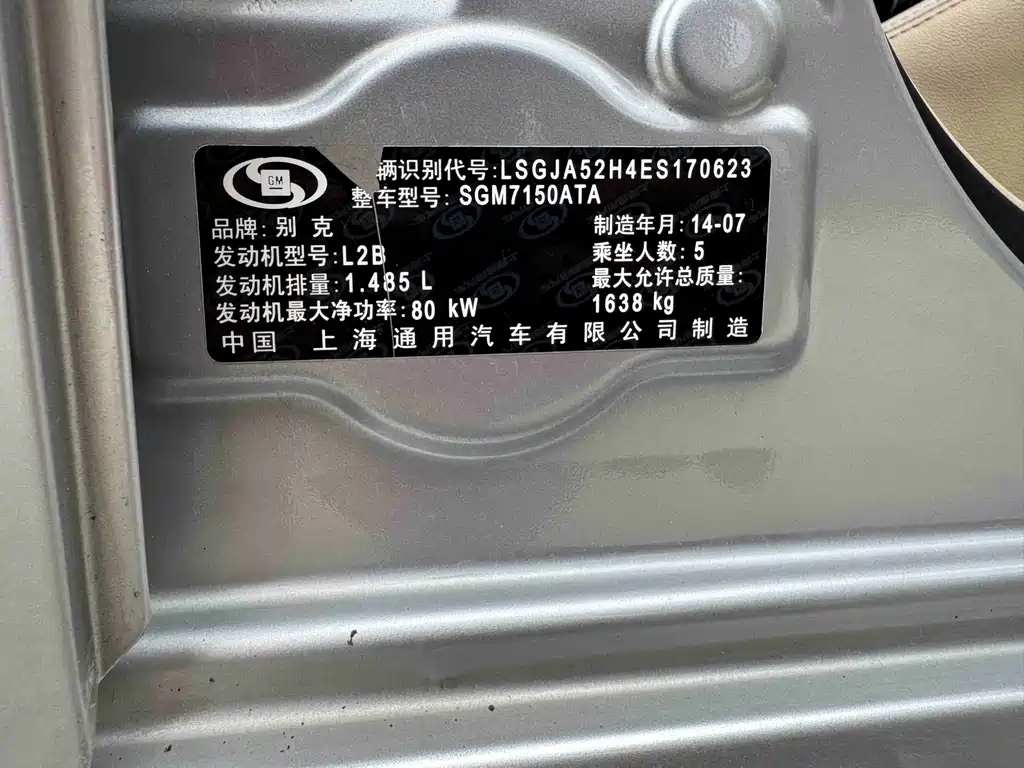 GM
辆识别代号:LSGJA52H4ES170623
整车型号: SGM7150ATA
品牌: 别克
制造年月: 14-07
发动机型号: L2B
乘坐人数: 5
发动机排量: 1.485 L
最大允许总质量:
1638 kg
发动机最大净功率: 80 kW
中国 上海通用汽车有限公司制造